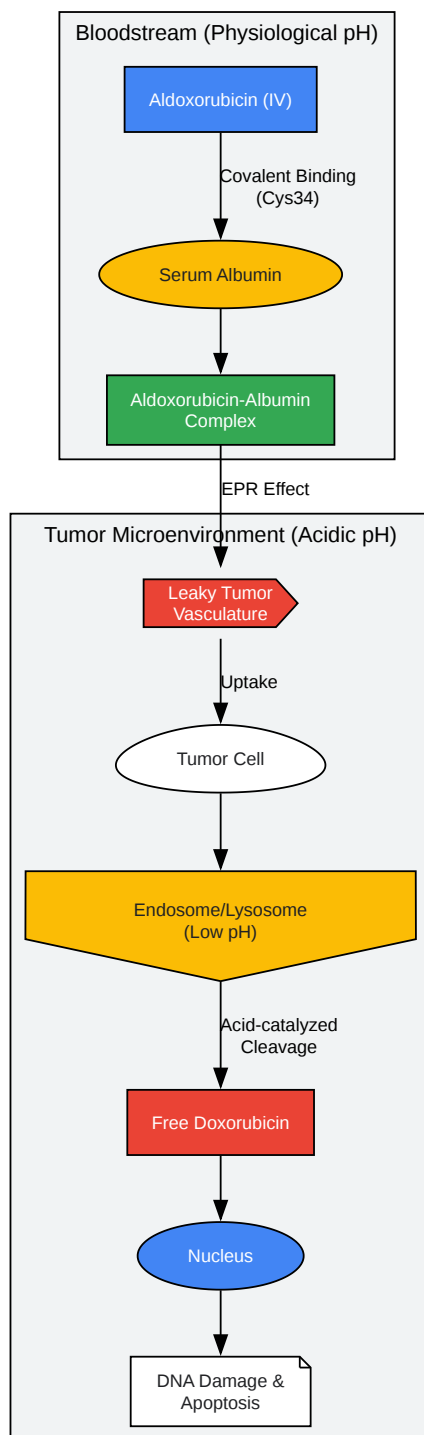 Bloodstream (Physiological pH)
Aldoxorubicin (IV)
Covalent Binding
(Cys34)
Serum Albumin
Aldoxorubicin-Albumin
Complex
EPR Effect
Tumor Microenvironment (Acidic pH)
Leaky Tumor
Vasculature
Uptake
Tumor Cell
Endosome/Lysosome
(Low pH)
Acid-catalyzed
Cleavage
Free Doxorubicin
Nucleus
DNA Damage &
Apoptosis